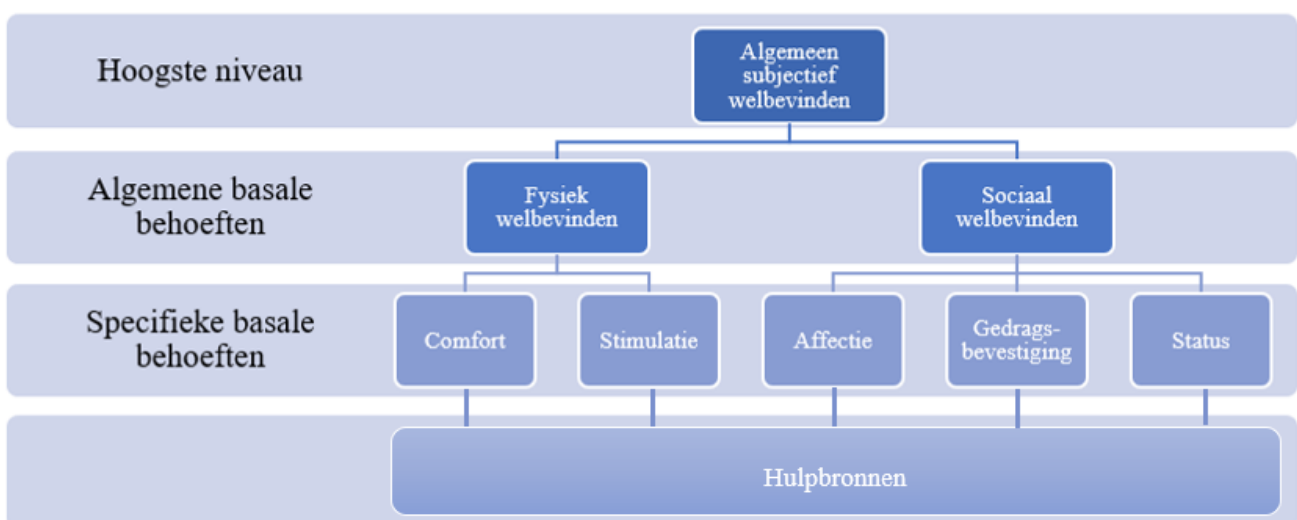 Hoogste niveau
Algemeen
subjectief
welbevinden
Algemene basale
behoeften
Fysiek
welbevinden
Sociaal
welbevinden
Specifieke basale
behoeften
Comfort
Stimulatie
Affectie
Gedrags-
bevestiging
Status
Hulpbronnen